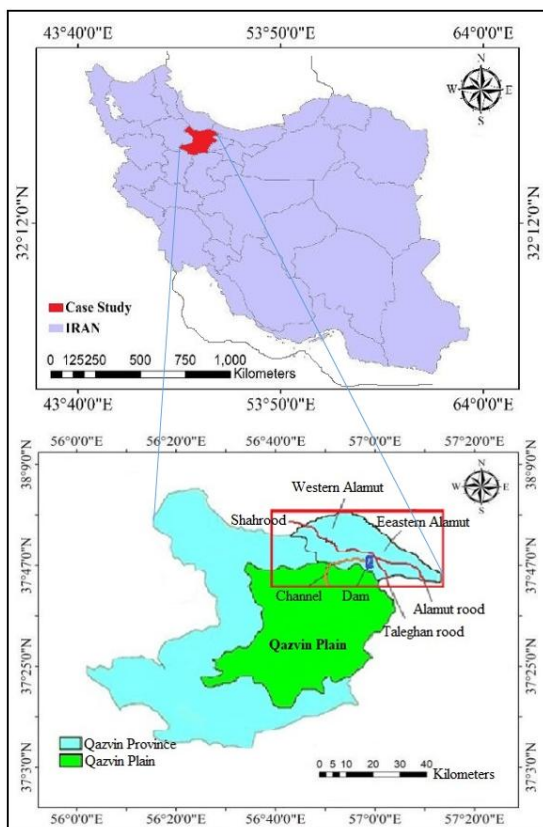 43°40'0"E 53°50'0"E 64°0'0"E
N
W E
S
32°12'0"N
32°12'0"N
Case Study
IRAN
0 125250 500 750 1,000
Kilometers
43°40'0"E 53°50'0"E 64°0'0"E
56°0'0" 56°20'0" 56°40'0" 57°0'0" 57°20'0"
38°9'0"N
38°9'0"N
N
W E
S
Western Alamut
Shahrood
Eeastern Alamut
37°47'0"N
37°47'0"N
Channel Dam Alamut rood
Taleghan rood
Qazvin Plain
37°25'0"N
37°25'0"N
Qazvin Province
Qazvin Plain
0 5 10 20 30 40
Kilometers
37°3'0"N
37°3'0"N
56°0'0" 56°20'0" 56°40'0" 57°0'0" 57°20'0"